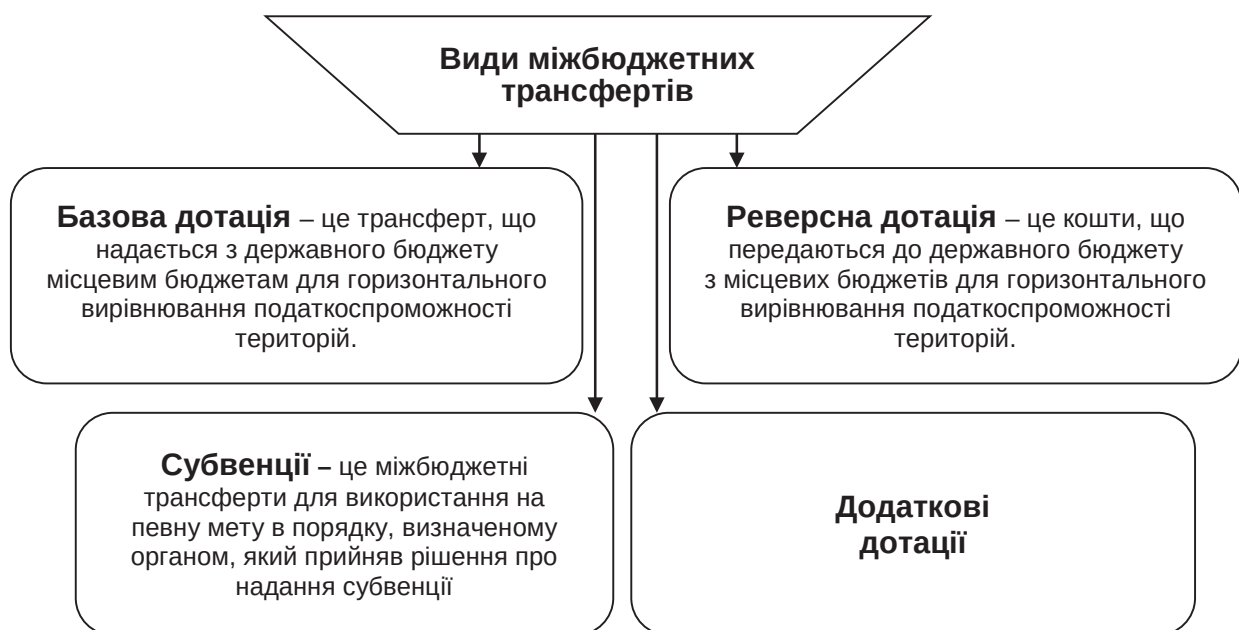 Види міжбюджетних
трансфертів
Базова дотація – це трансферт, що
надається з державного бюджету
місцевим бюджетам для горизонтального
вирівнювання податкоспроможності
територій.
Реверсна дотація – це кошти, що
передаються до державного бюджету
з місцевих бюджетів для горизонтального
вирівнювання податкоспроможності
територій.
Субвенції – це міжбюджетні
трансферти для використання на
певну мету в порядку, визначеному
органом, який прийняв рішення про
надання субвенції
Додаткові
дотації